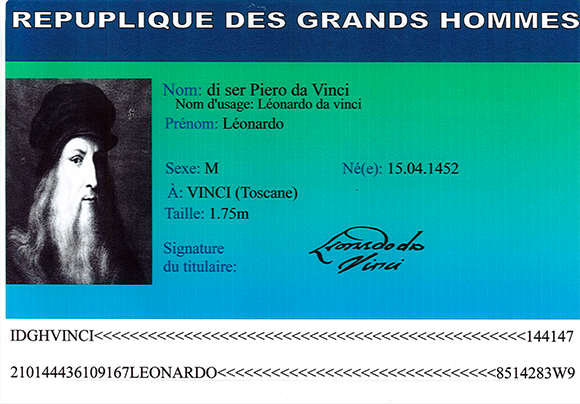 REPUPLIQUE DES GRANDS HOMMES
Nom: di ser Piero da Vinci
Nom d'usage: Léonardo da vinci
Prénom: Léonardo
Sexe: M Né(e): 15.04.1452
À: VINCI (Toscane)
Taille: 1.75m
Signature
du titulaire:
Lionardo da
Vinci
IDGHVINCI<<<<<<<<<<<<<<<<<<<<<<<<<<<<<<<<<<<<<<<<<<<<<<<<144147
210144436109167LEONARDO<<<<<<<<<<<<<<<<<<<<<<<<<<<<<<<8514283W9